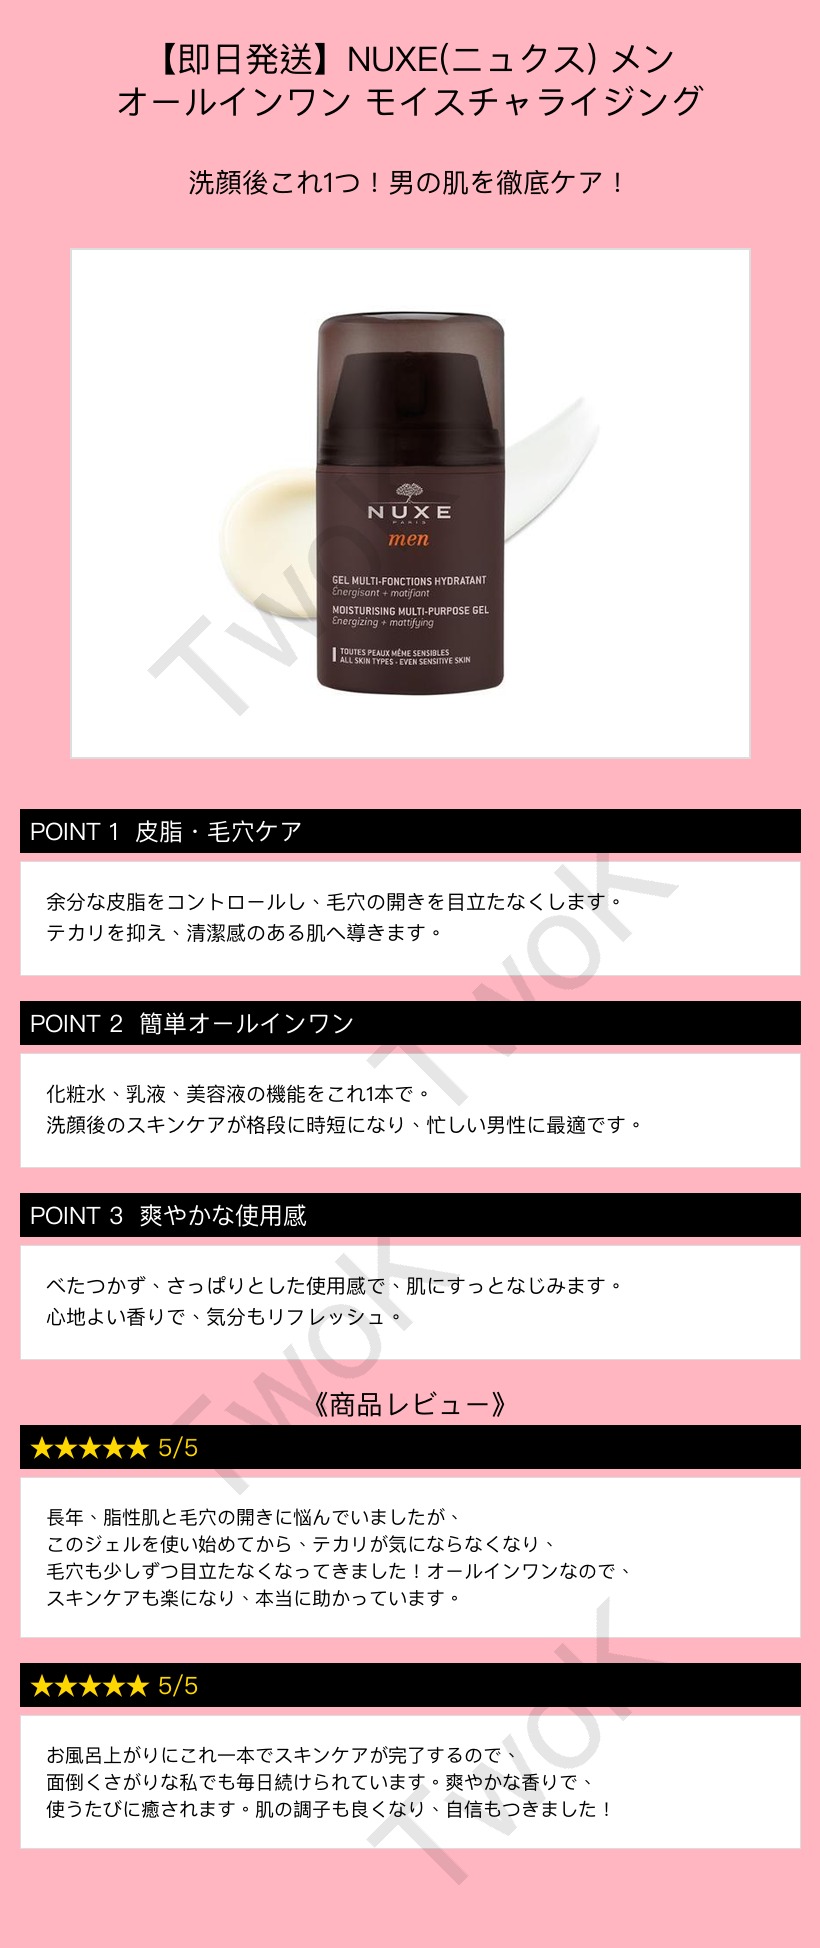 【即日発送】NUXE(ニュクス) メン
オールインワン モイスチャライジング
洗顔後これ1つ！男の肌を徹底ケア！
NUXE
PARIS
men
GEL MULTI-FONCTIONS HYDRATANT
Énergisant + matifiant
MOISTURISING MULTI-PURPOSE GEL
Energizing + mattifying
TOUTES PEAUX MÊME SENSIBLES
ALL SKIN TYPES - EVEN SENSITIVE SKIN
TwoK
POINT 1 皮脂・毛穴ケア
余分な皮脂をコントロールし、毛穴の開きを目立たなくします。
テカリを抑え、清潔感のある肌へ導きます。
TwoK
POINT 2 簡単オールインワン
化粧水、乳液、美容液の機能をこれ1本で。
洗顔後のスキンケアが格段に時短になり、忙しい男性に最適です。
POINT 3 爽やかな使用感
べたつかず、さっぱりとした使用感で、肌にすっとなじみます。
心地よい香りで、気分もリフレッシュ。
TwoK
《商品レビュー》
★★★★★ 5/5
長年、脂性肌と毛穴の開きに悩んでいましたが、
このジェルを使い始めてから、テカリが気にならなくなり、
毛穴も少しずつ目立たなくなってきました！オールインワンなので、
スキンケアも楽になり、本当に助かっています。
★★★★★ 5/5
お風呂上がりにこれ一本でスキンケアが完了するので、
面倒くさがりな私でも毎日続けられています。爽やかな香りで、
使うたびに癒されます。肌の調子も良くなり、自信もつきました！
TwoK